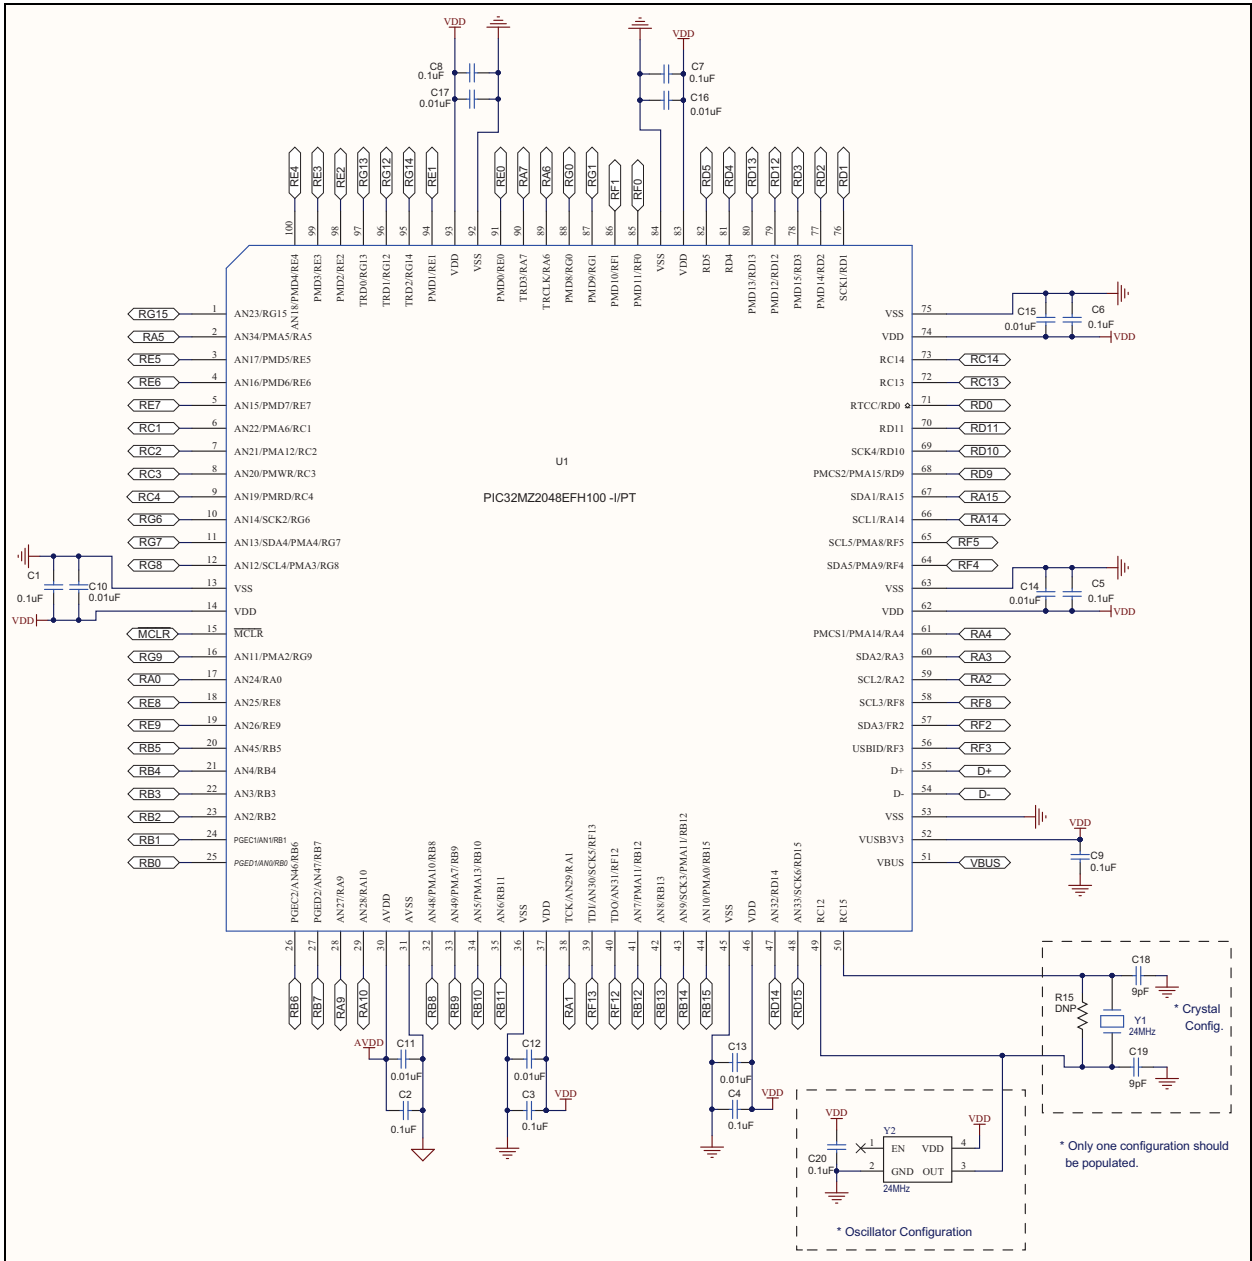 VDD
C8
0.1uF
C17
0.01uF
VDD
C7
0.1uF
C16
0.01uF
RE4
RE3
RE2
RG13
RG12
RG14
RE1
RE0
RA7
RA6
RG0
RG1
RF1
RF0
RD5
RD4
RD13
RD12
RD3
RD2
RD1
100
99
98
97
96
95
94
93
92
91
90
89
88
87
86
85
84
83
82
81
80
79
78
77
76
AN18/PMD4/RE4
PMD3/RE3
PMD2/RE2
TRD0/RG13
TRD1/RG12
TRD2/RG14
PMD1/RE1
VDD
VSS
PMD0/RE0
TRD3/RA7
TRCLK/RA6
PMD8/RG0
PMD9/RG1
PMD10/RF1
PMD11/RF0
VSS
VDD
RD5
RD4
PMD13/RD13
PMD12/RD12
PMD15/RD3
PMD14/RD2
SCK1/RD1
RG15 1 AN23/RG15
RA5 2 AN34/PMA5/RA5
RE5 3 AN17/PMD5/RE5
RE6 4 AN16/PMD6/RE6
RE7 5 AN15/PMD7/RE7
RC1 6 AN22/PMA6/RC1
RC2 7 AN21/PMA12/RC2
RC3 8 AN20/PMWR/RC3
RC4 9 AN19/PMRD/RC4
RG6 10 AN14/SCK2/RG6
RG7 11 AN13/SDA4/PMA4/RG7
RG8 12 AN12/SCL4/PMA3/RG8
13 VSS
14 VDD
MCLR 15 MCLR
RG9 16 AN11/PMA2/RG9
RA0 17 AN24/RA0
RE8 18 AN25/RE8
RE9 19 AN26/RE9
RB5 20 AN45/RB5
RB4 21 AN4/RB4
RB3 22 AN3/RB3
RB2 23 AN2/RB2
RB1 24 PGEC1/AN1/RB1
RB0 25 PGED1/AN0/RB0
C1
0.1uF
C10
0.01uF
VDD
U1
PIC32MZ2048EFH100 -I/PT
VSS 75
VDD 74
RC14 73 RC14
RC13 72 RC13
RTCC/RD0 71 RD0
RD11 70 RD11
SCK4/RD10 69 RD10
PMCS2/PMA15/RD9 68 RD9
SDA1/RA15 67 RA15
SCL1/RA14 66 RA14
SCL5/PMA8/RF5 65 RF5
SDA5/PMA9/RF4 64 RF4
VSS 63
VDD 62
PMCS1/PMA14/RA4 61 RA4
SDA2/RA3 60 RA3
SCL2/RA2 59 RA2
SCL3/RF8 58 RF8
SDA3/FR2 57 RF2
USBID/RF3 56 RF3
D+ 55 D+
D- 54 D-
VSS 53
VUSB3V3 52
VBUS 51 VBUS
C15
0.01uF
C6
0.1uF
VDD
C14
0.01uF
C5
0.1uF
VDD
VDD
C9
0.1uF
PGEC2/AN46/RB6
PGED2/AN47/RB7
AN27/RA9
AN28/RA10
AVDD
AVSS
AN48/PMA10/RB8
AN49/PMA7/RB9
AN5/PMA13/RB10
AN6/RB11
VSS
VDD
TCK/AN29/RA1
TDI/AN30/SCK5/RF13
TDO/AN31/RF12
AN7/PMA11/RB12
AN8/RB13
AN9/SCK3/PMA11/RB12
AN10/PMA0/RB15
VSS
VDD
AN32/RD14
AN33/SCK6/RD15
RC12
RC15
26
27
28
29
30
31
32
33
34
35
36
37
38
39
40
41
42
43
44
45
46
47
48
49
50
RB6
RB7
RA9
RA10
RB8
RB9
RB10
RB11
RA1
RF13
RF12
RB12
RB13
RB14
RB15
RD14
RD15
AVDD
C11
0.01uF
C2
0.1uF
C12
0.01uF
C3
0.1uF
VDD
C13
0.01uF
C4
0.1uF
VDD
C18
9pF
R15
DNP
Y1
24MHz
* Crystal
Config.
C19
9pF
VDD
C20
0.1uF
Y2
1 EN VDD 4
2 GND OUT 3
24MHz
VDD
* Oscillator Configuration
* Only one configuration should
be populated.